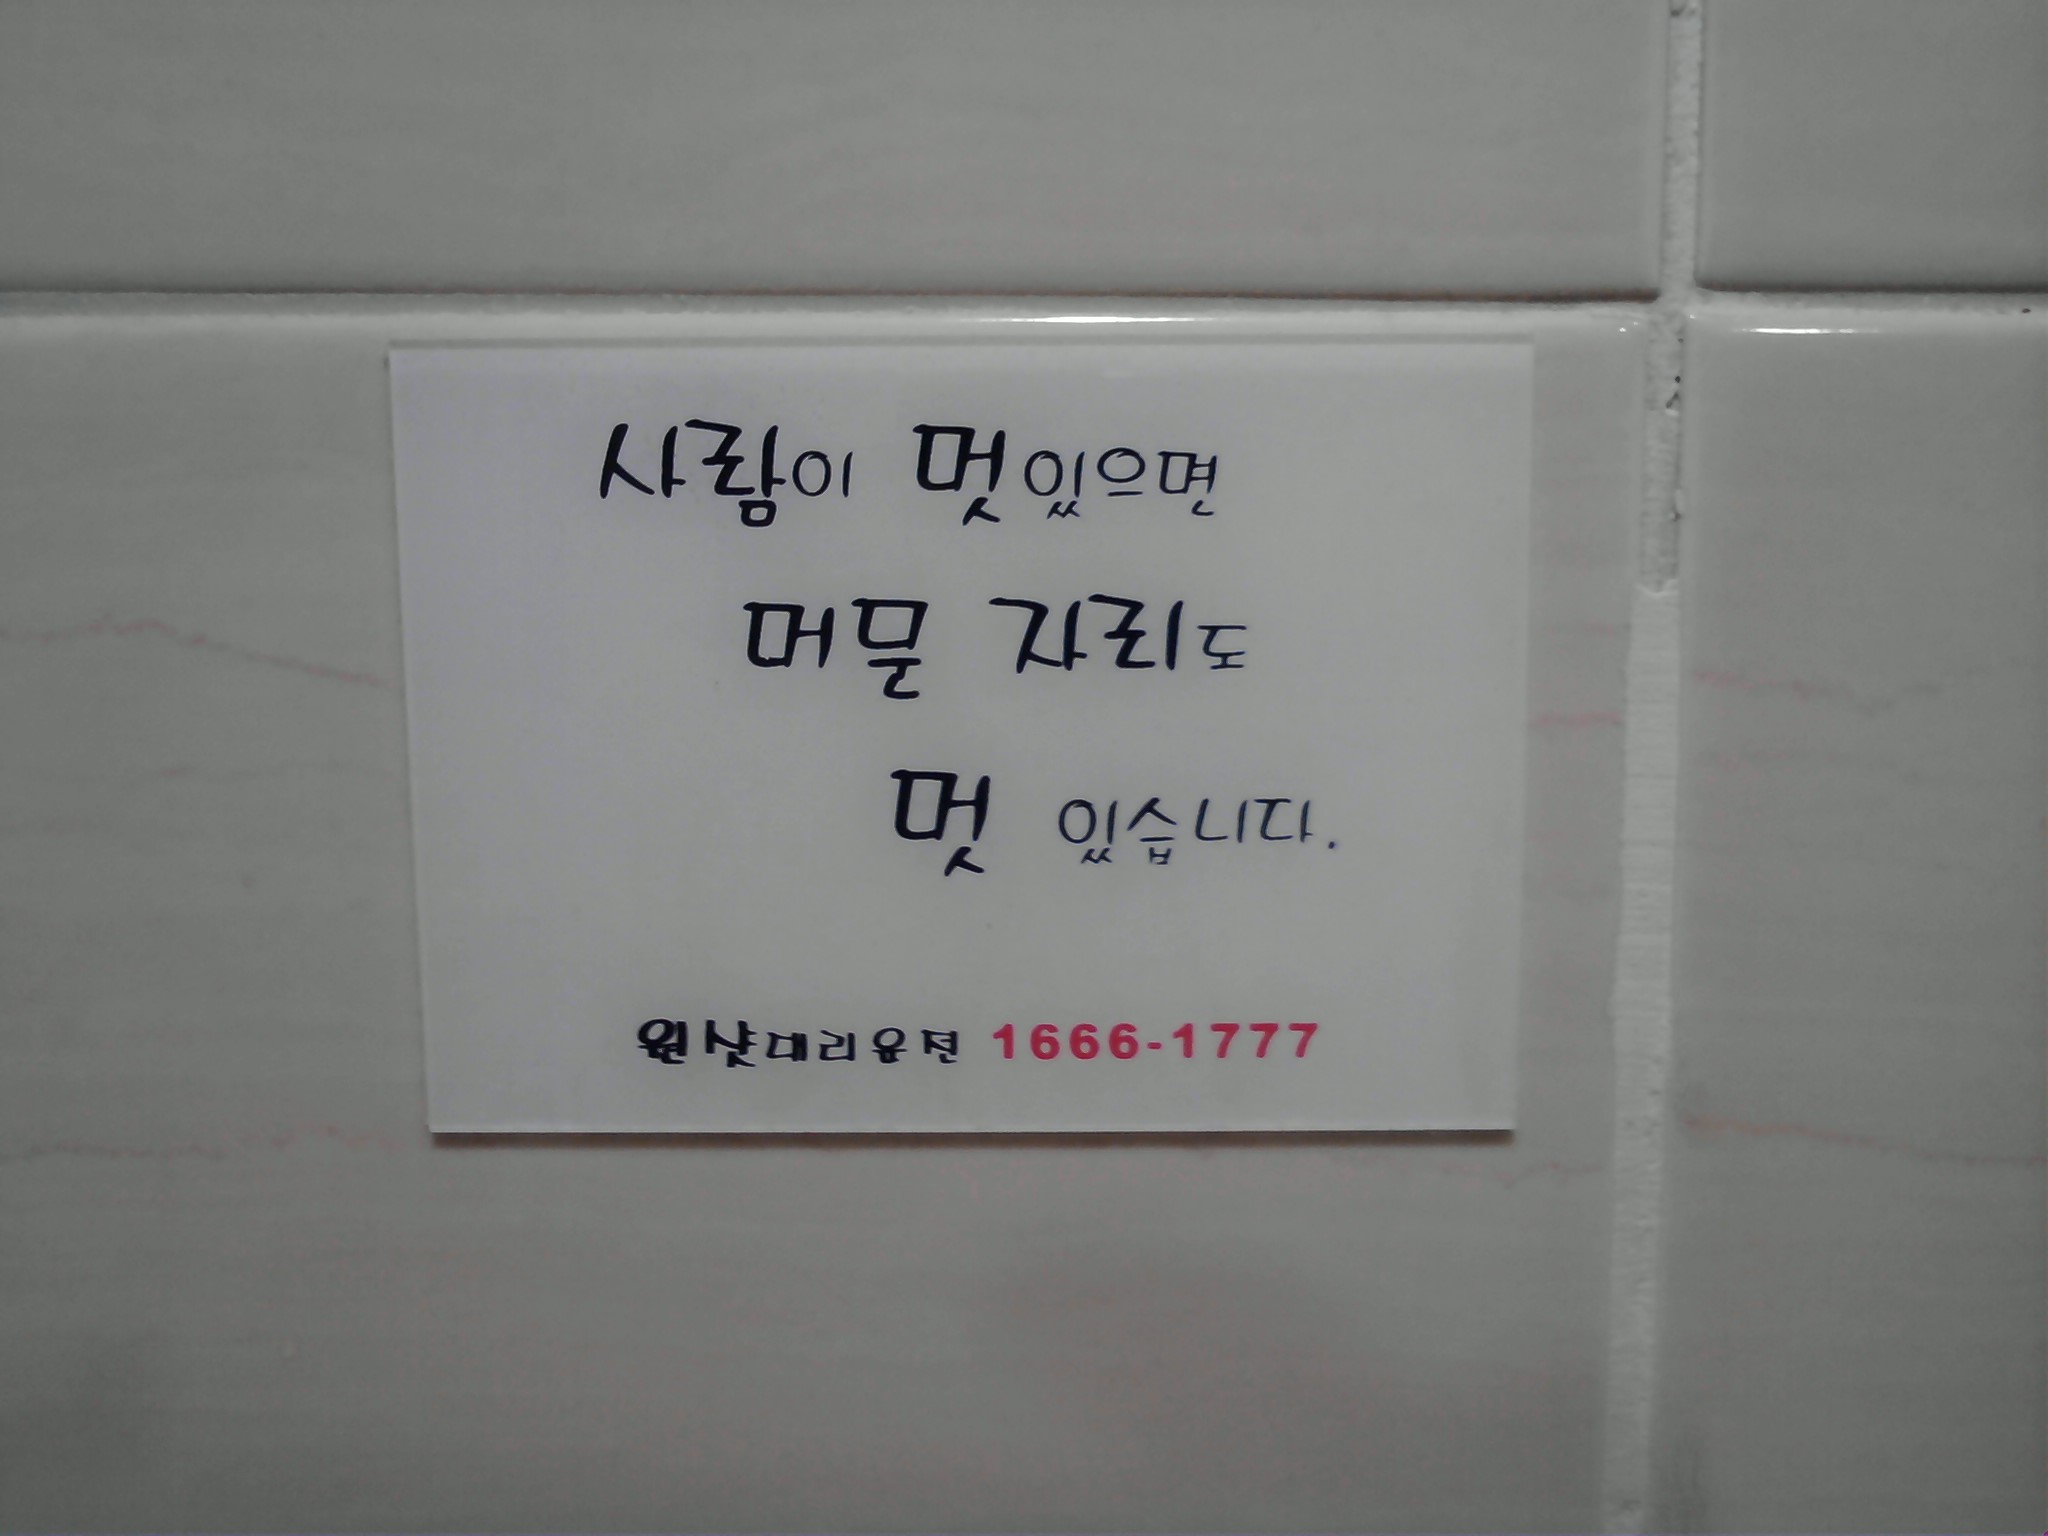 사람이 멋있으면
머문 자리도
멋 있습니다.
원샷대리운전 1666-1777